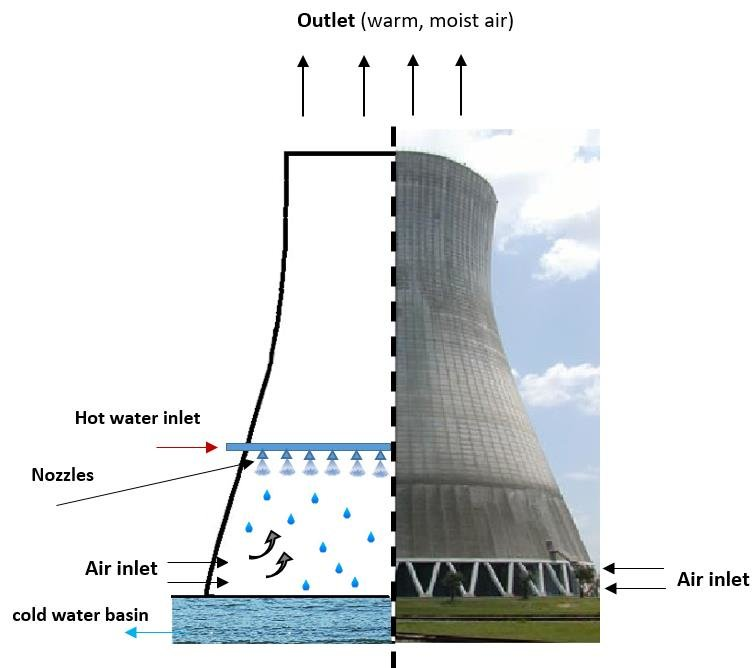 Outlet (warm, moist air)
Hot water inlet
Nozzles
Air inlet
Air inlet
cold water basin